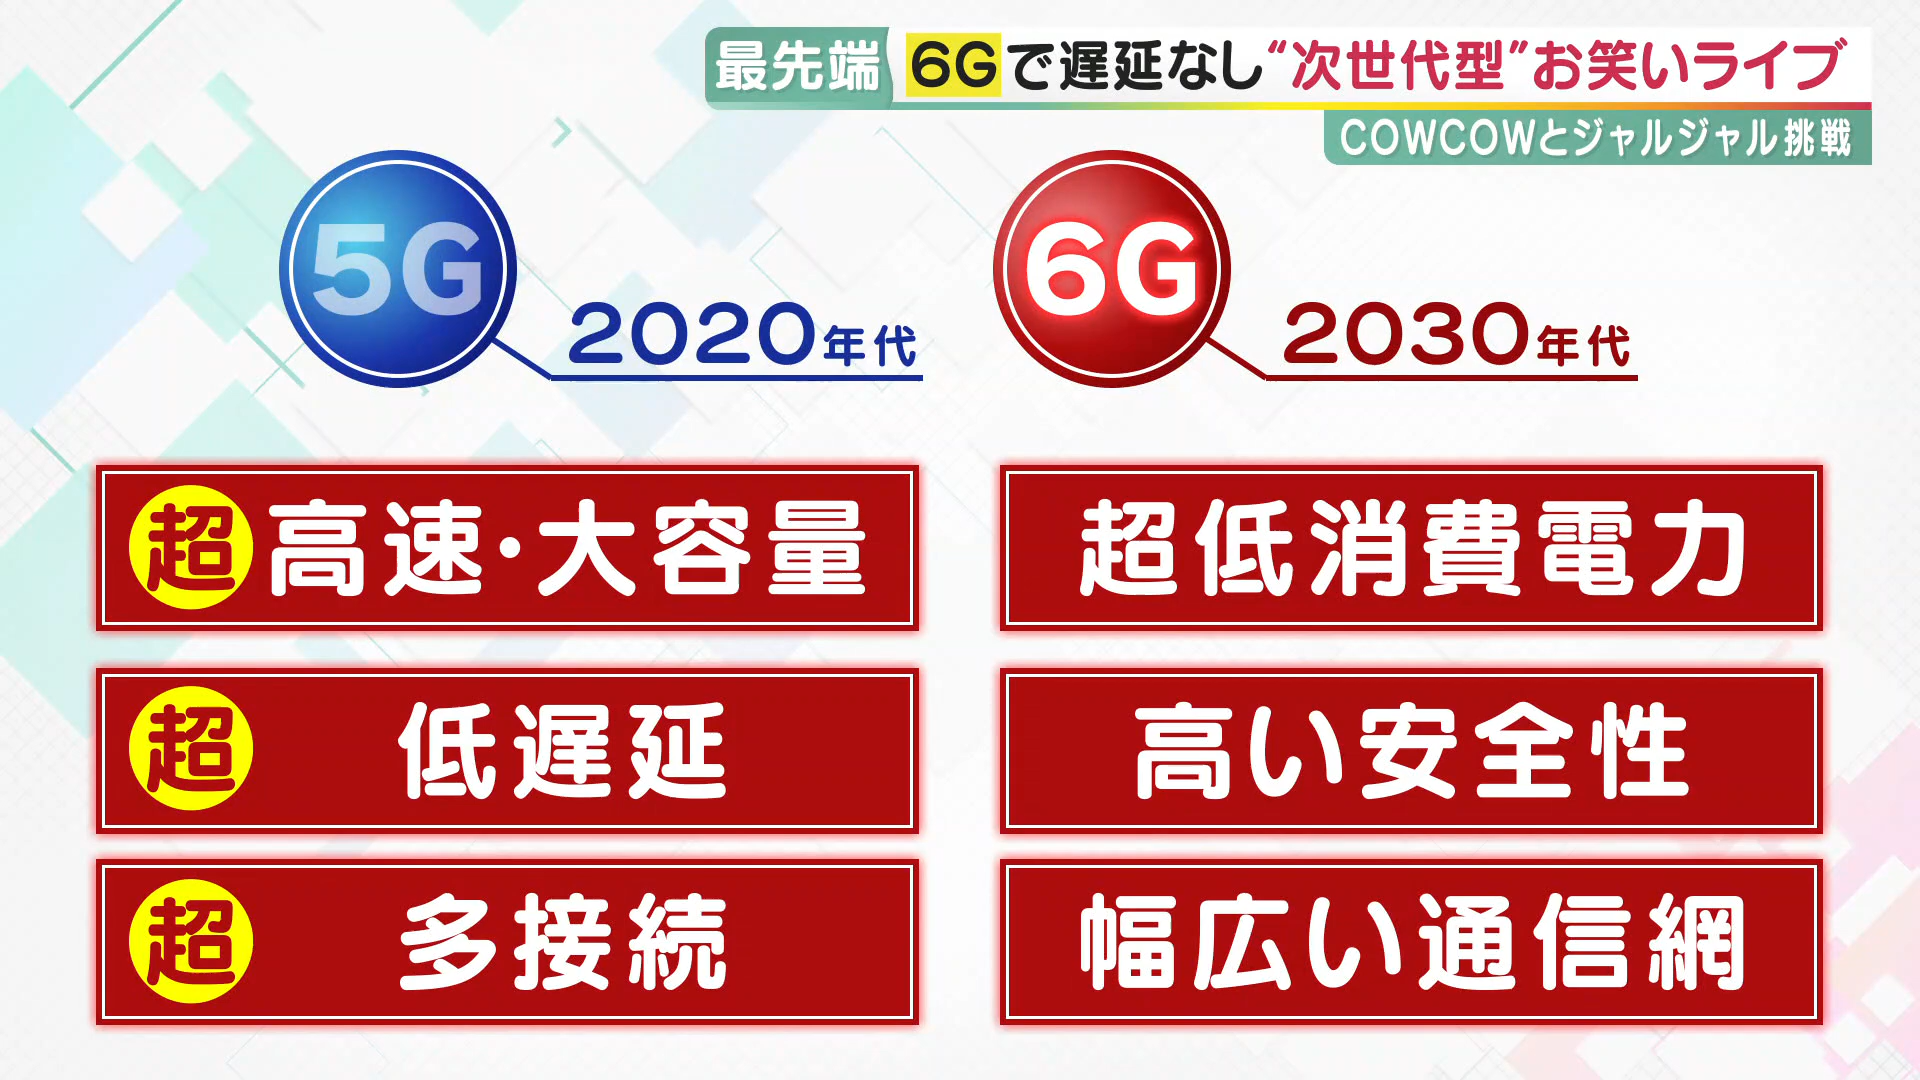 最先端 6Gで遅延なし“次世代型”お笑いライブ
COWCOWとジャルジャル挑戦
5G 2020年代
6G 2030年代
超 高速・大容量
超低消費電力
超 低遅延
高い安全性
超 多接続
幅広い通信網